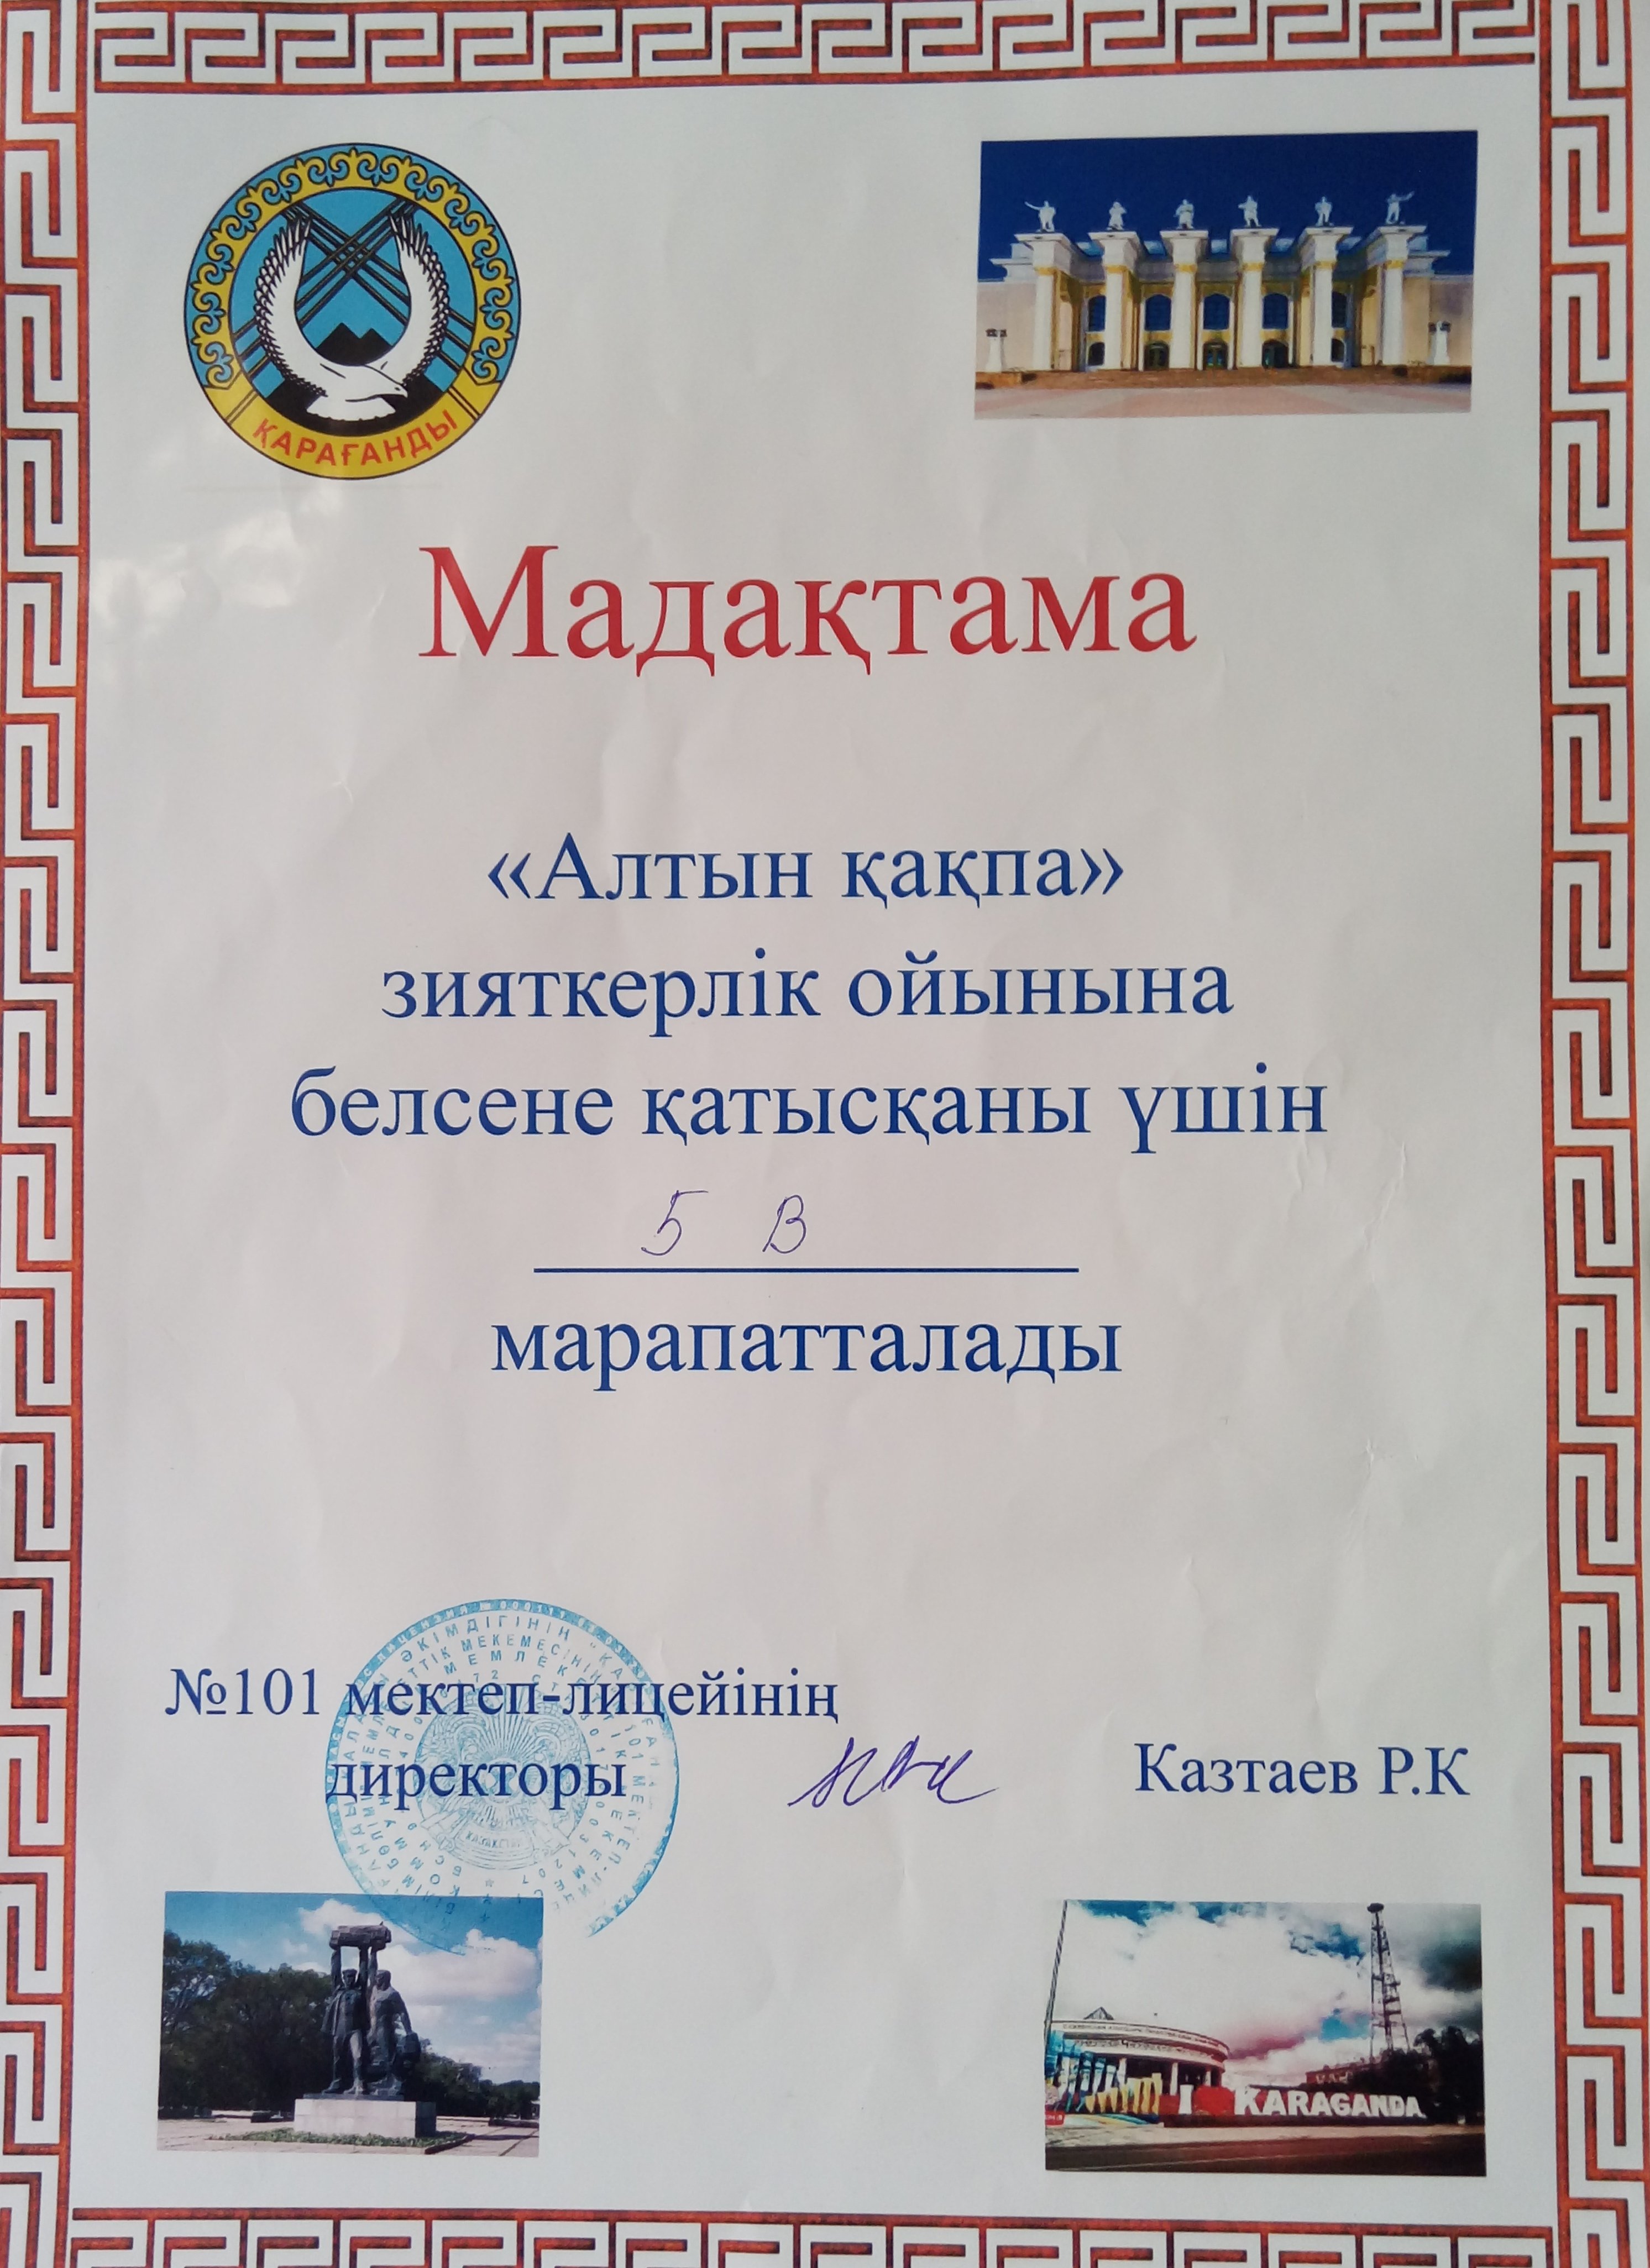 ҚАРАҒАНДЫ
Мадақтама
«Алтын қақпа»
зияткерлік ойынына
белсене қатысқаны үшін
5 В
марапатталады
№101 мектеп-лицейінің
директоры
Казтаев Р.К
I KARAGANDA